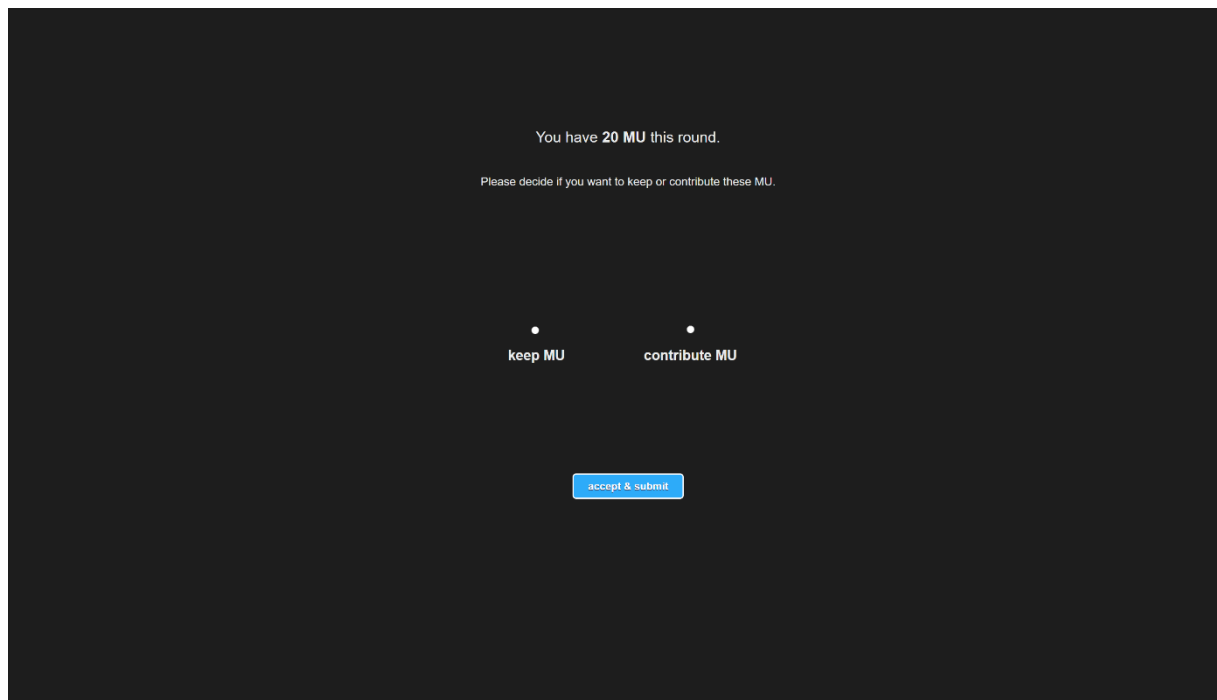 You have 20 MU this round.
Please decide if you want to keep or contribute these MU.
keep MU
contribute MU
accept & submit